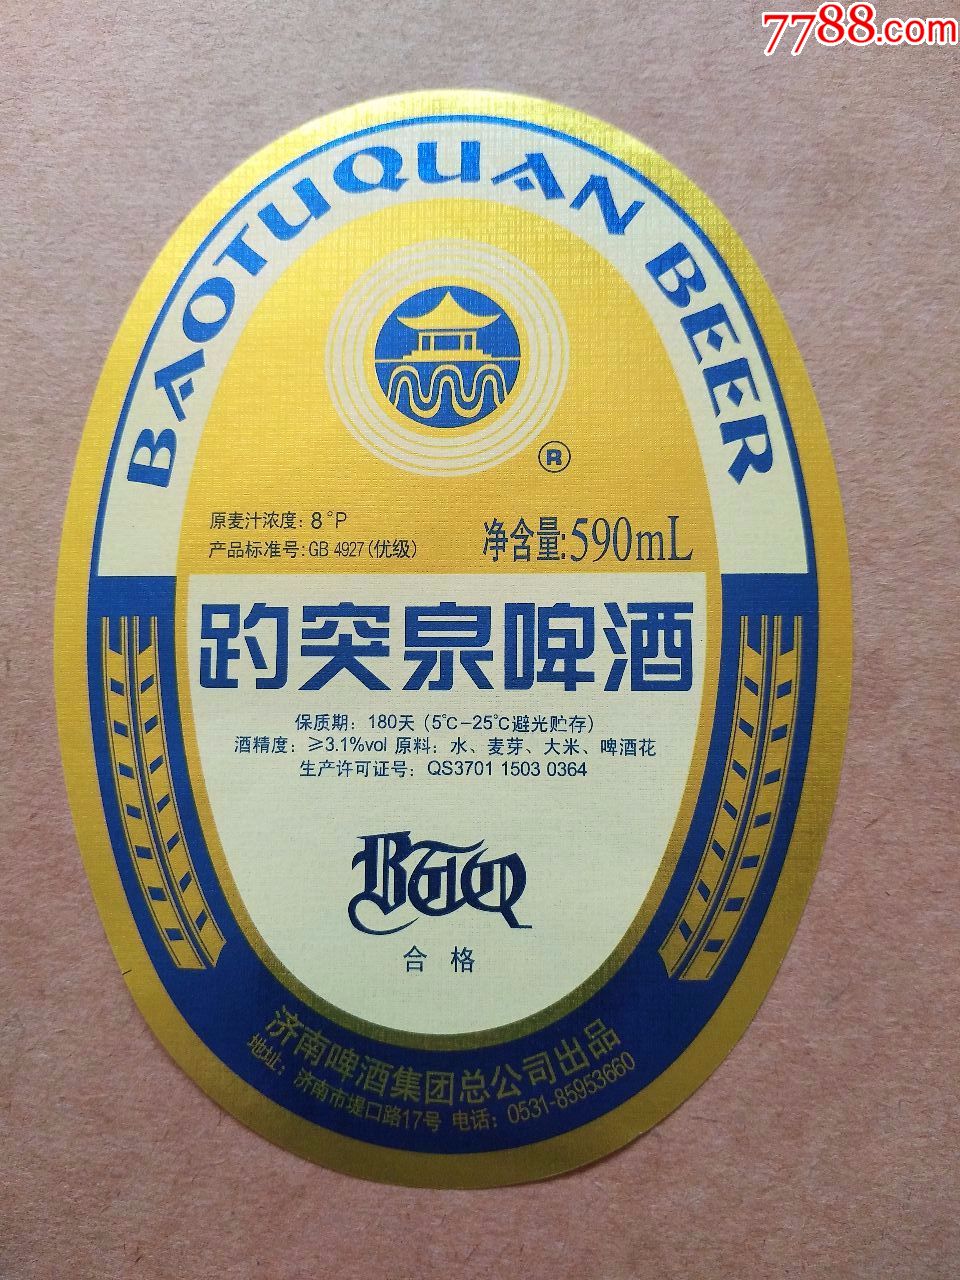 7788.com
BAOTUQUAN BEER
®
原麦汁浓度: 8°P
产品标准号:GB 4927(优级)
净含量:590mL
趵突泉啤酒
保质期: 180天 (5℃-25℃避光贮存)
酒精度: ≥3.1%vol 原料: 水、麦芽、大米、啤酒花
生产许可证号: QS3701 1503 0364
BTQ
合格
济南啤酒集团总公司出品
地址: 济南市堤口路17号 电话: 0531-85953660